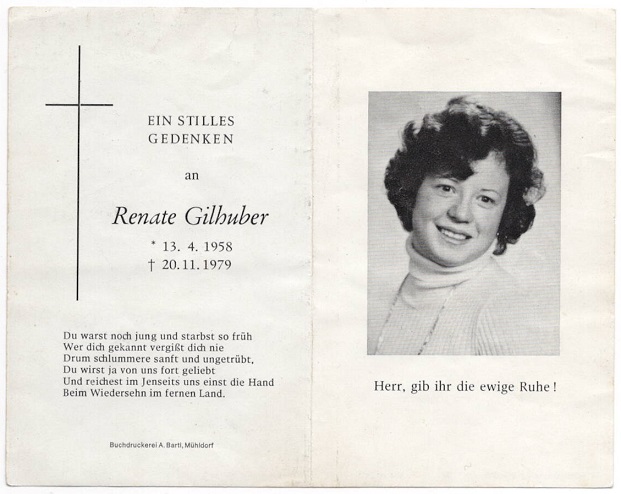 EIN STILLES
GEDENKEN
an
Renate Gilhuber
* 13. 4. 1958
† 20. 11. 1979
Du warst noch jung und starbst so früh
Wer dich gekannt vergißt dich nie
Drum schlummere sanft und ungetrübt,
Du wirst ja von uns fort geliebt
Und reichest im Jenseits uns einst die Hand
Beim Wiedersehn im fernen Land.
Buchdruckerei A. Bartl, Mühldorf
Herr, gib ihr die ewige Ruhe !